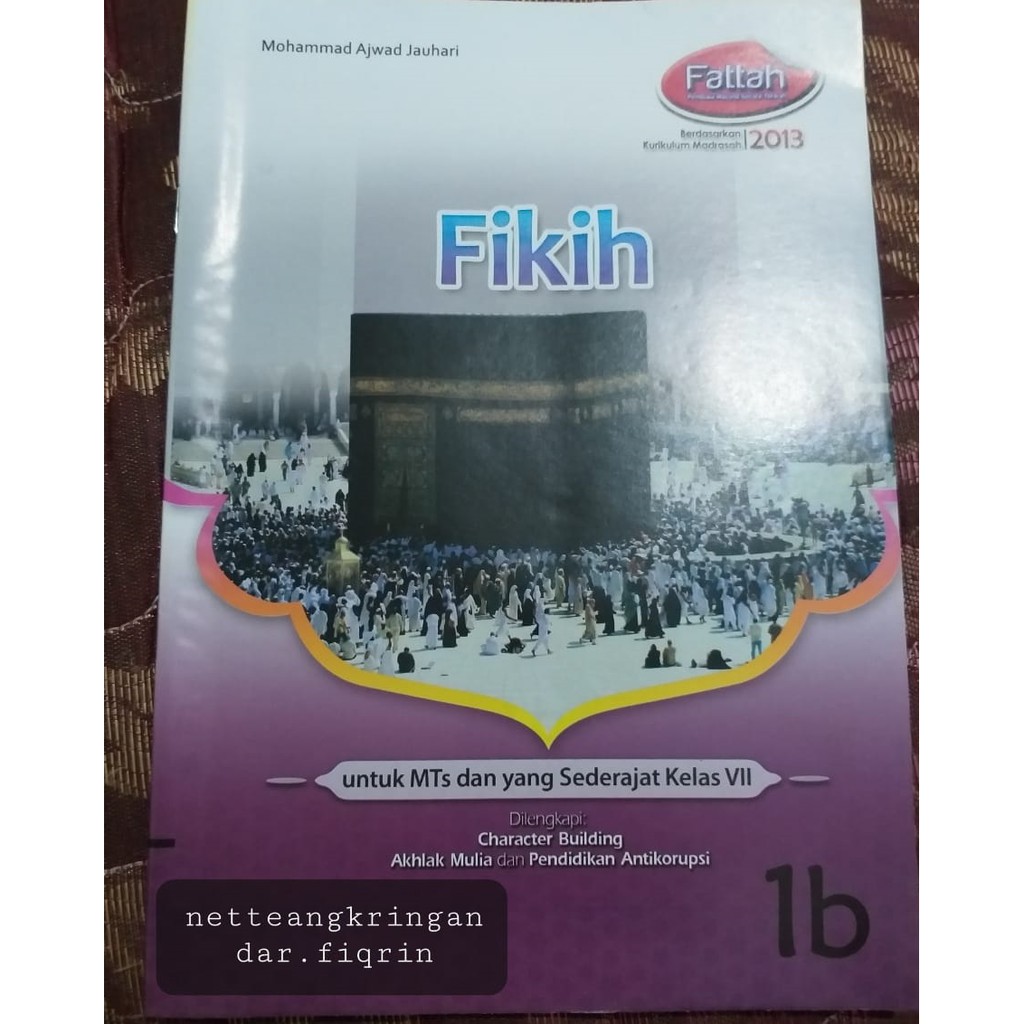 Mohammad Ajwad Jauhari
Fattah
Berdasarkan
Kurikulum Madrasah 2013
Fikih
untuk MTs dan yang Sederajat Kelas VII
Dilengkapi:
Character Building
Akhlak Mulia dan Pendidikan Antikorupsi
1b
netteangkringan
dar.fiqrin